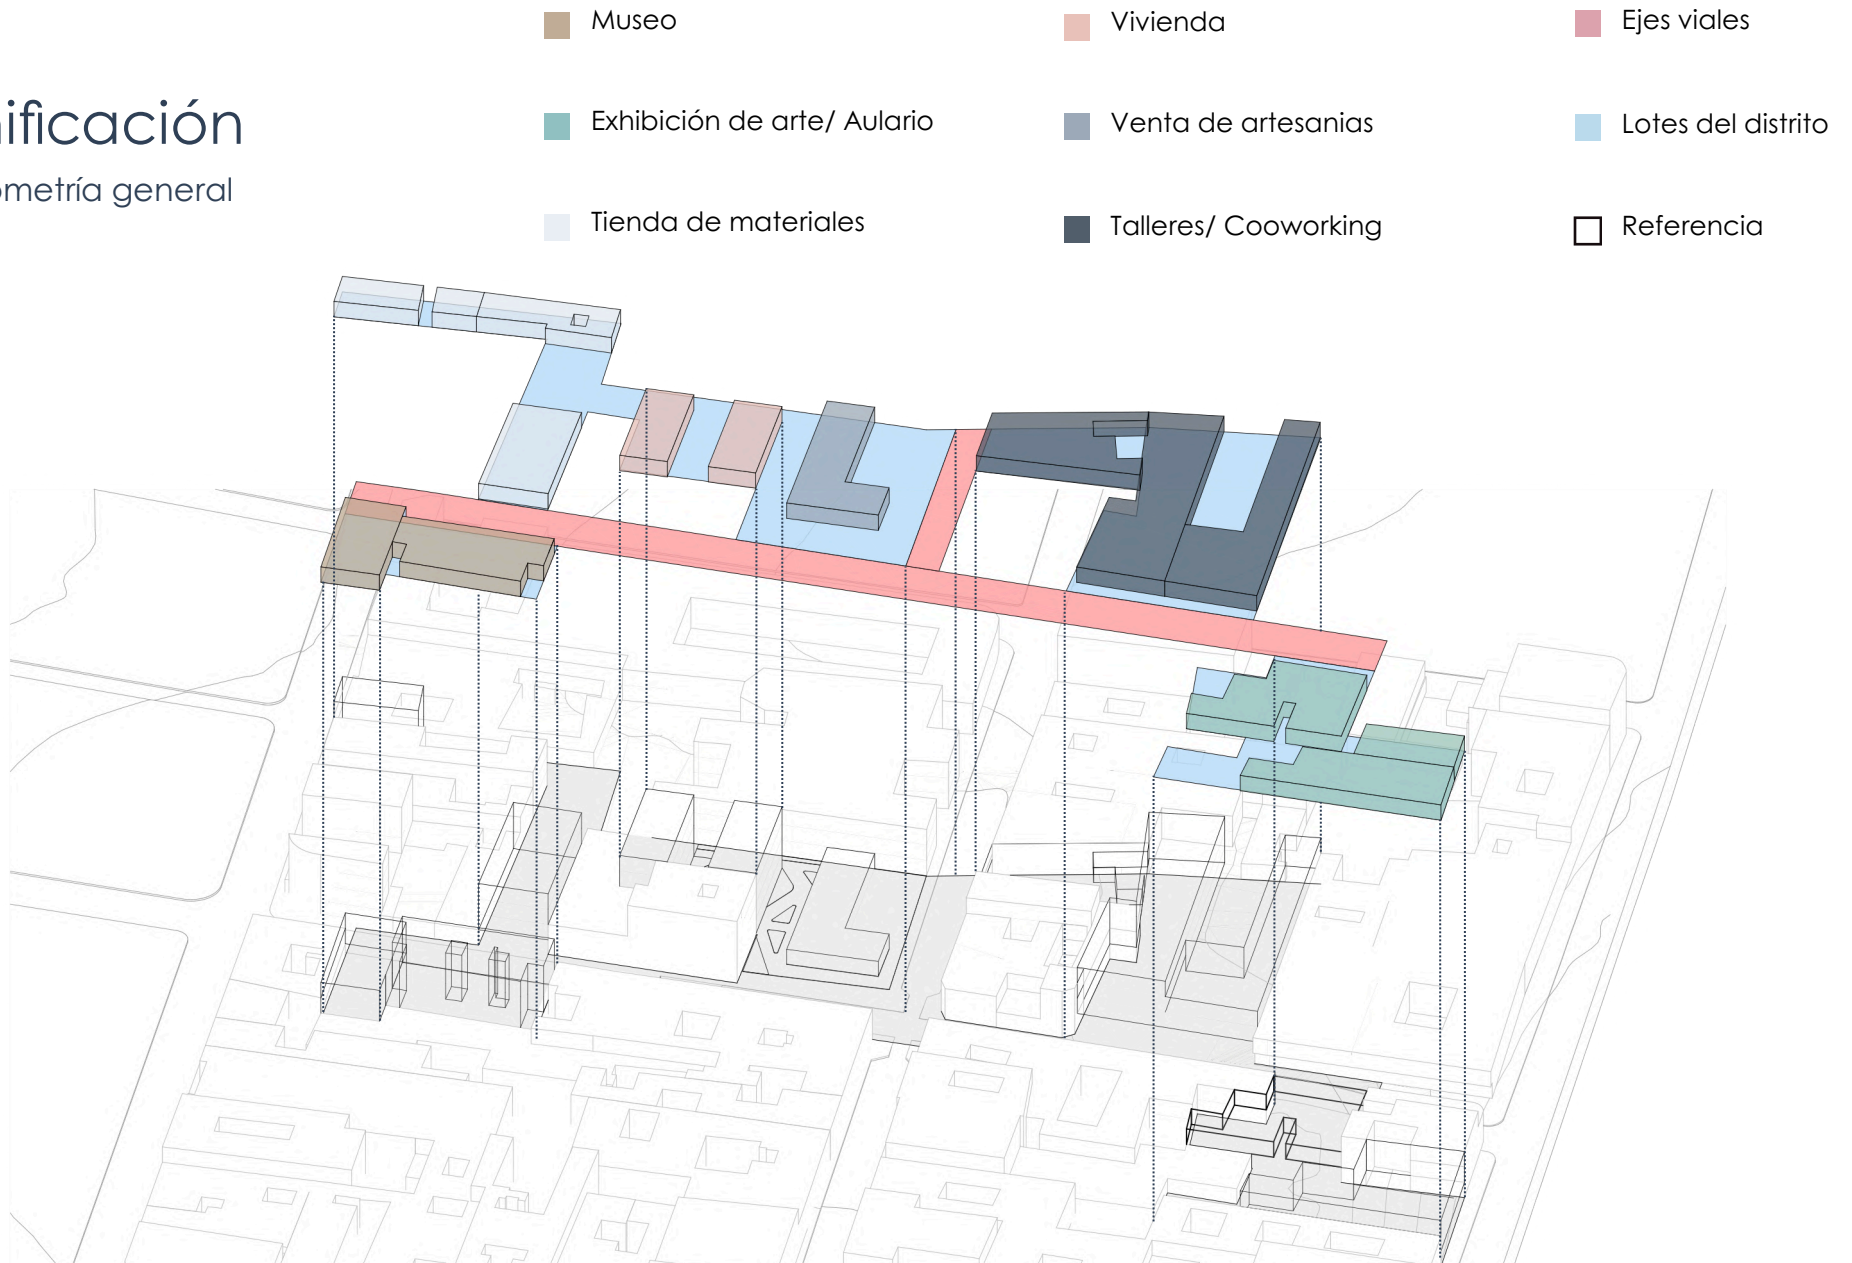 Museo
Vivienda
Ejes viales
nificación
Exhibición de arte/ Aulario
Venta de artesanias
Lotes del distrito
ometría general
Tienda de materiales
Talleres/ Cooworking
Referencia